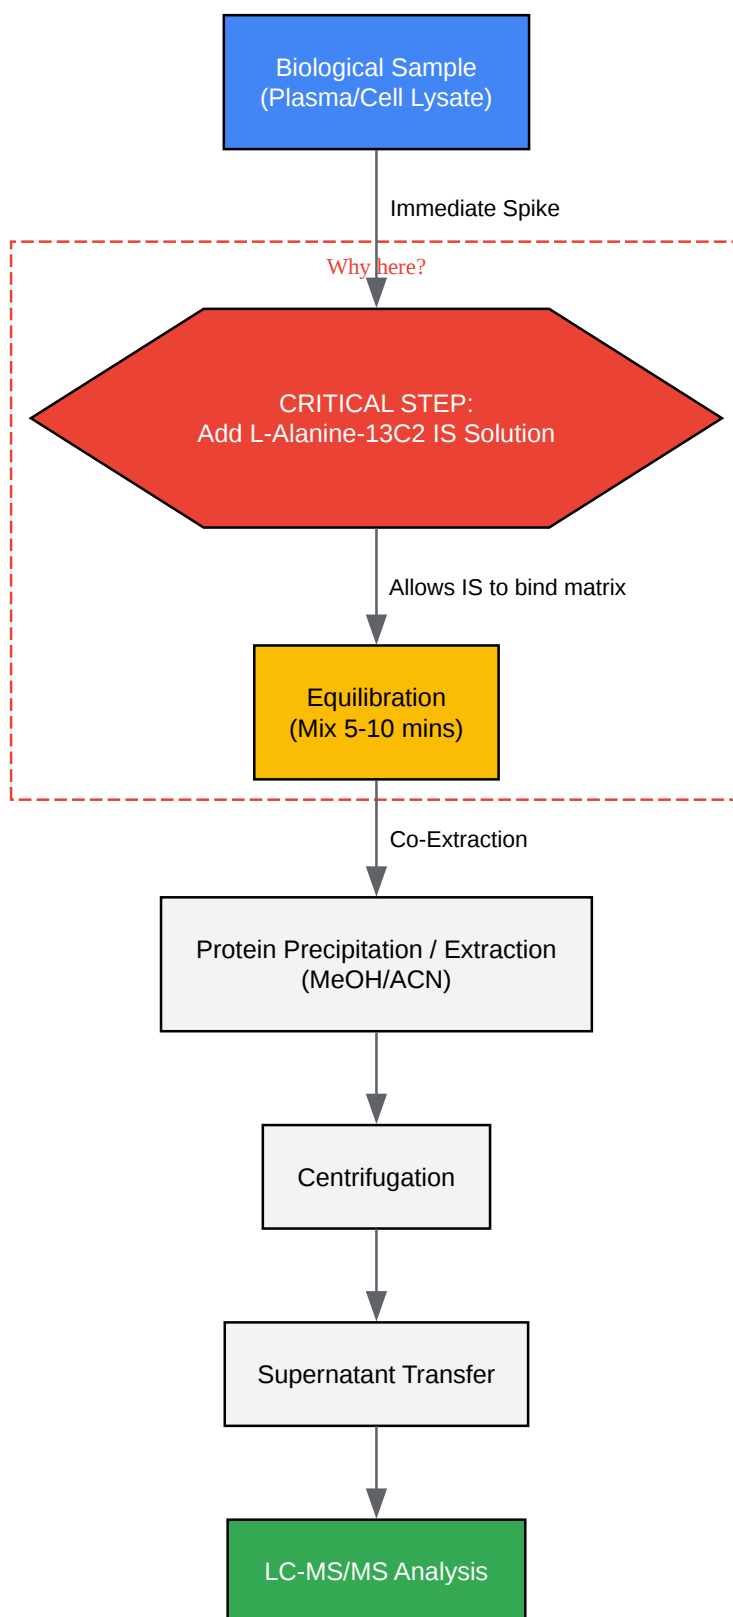 Biological Sample
(Plasma/Cell Lysate)
Immediate Spike
Why here?
CRITICAL STEP:
Add L-Alanine-13C2 IS Solution
Allows IS to bind matrix
Equilibration
(Mix 5-10 mins)
Co-Extraction
Protein Precipitation / Extraction
(MeOH/ACN)
Centrifugation
Supernatant Transfer
LC-MS/MS Analysis